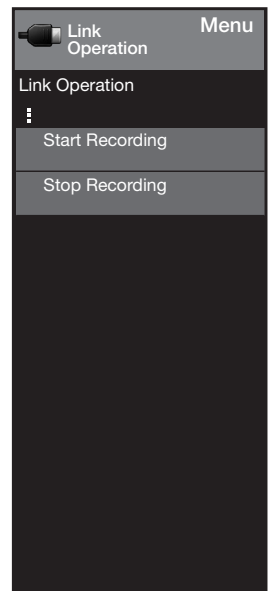 Link
Operation
Menu
Link Operation
Start Recording
Stop Recording